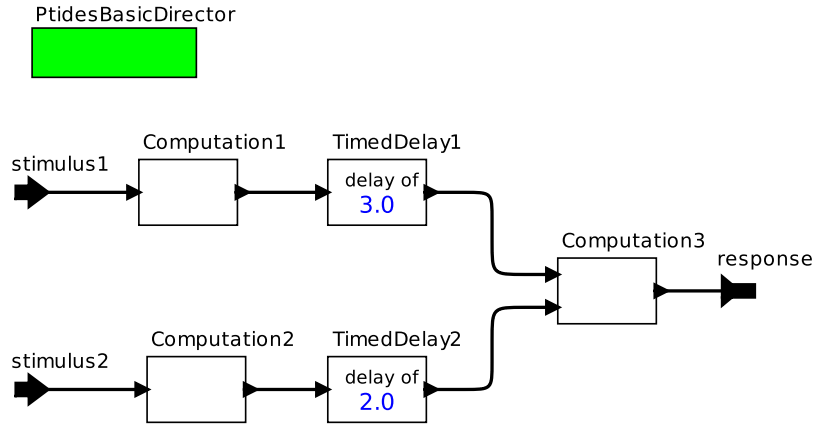 PtidesBasicDirector
Computation1
TimedDelay1
stimulus1
delay of
3.0
Computation3
response
Computation2
TimedDelay2
stimulus2
delay of
2.0